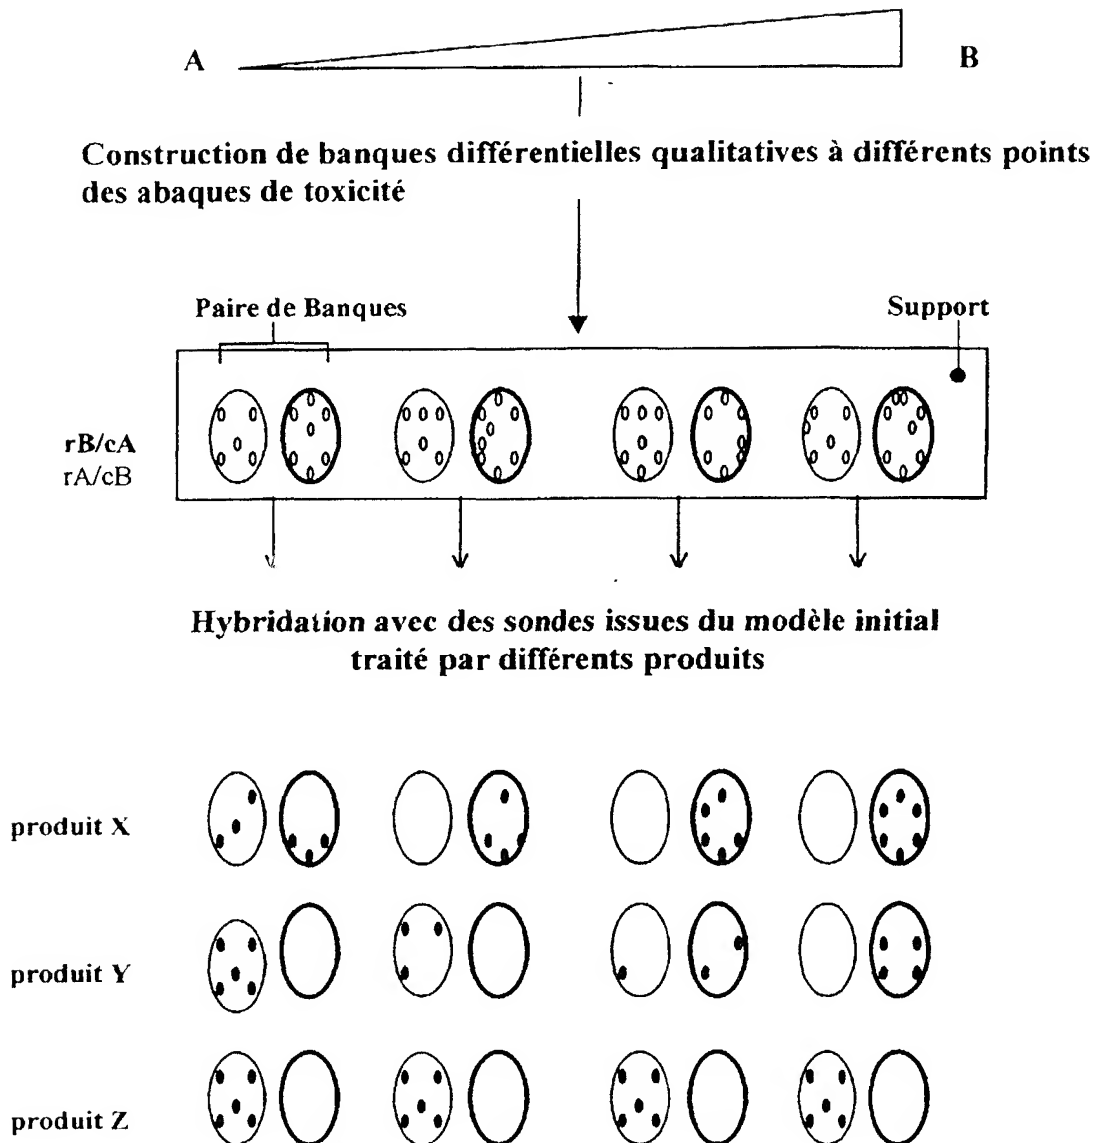 A B
Construction de banques différentielles qualitatives à différents points
des abaques de toxicité
Paire de Banques Support
rB/cA
rA/cB
Hybridation avec des sondes issues du modèle initial
traité par différents produits
produit X
produit Y
produit Z